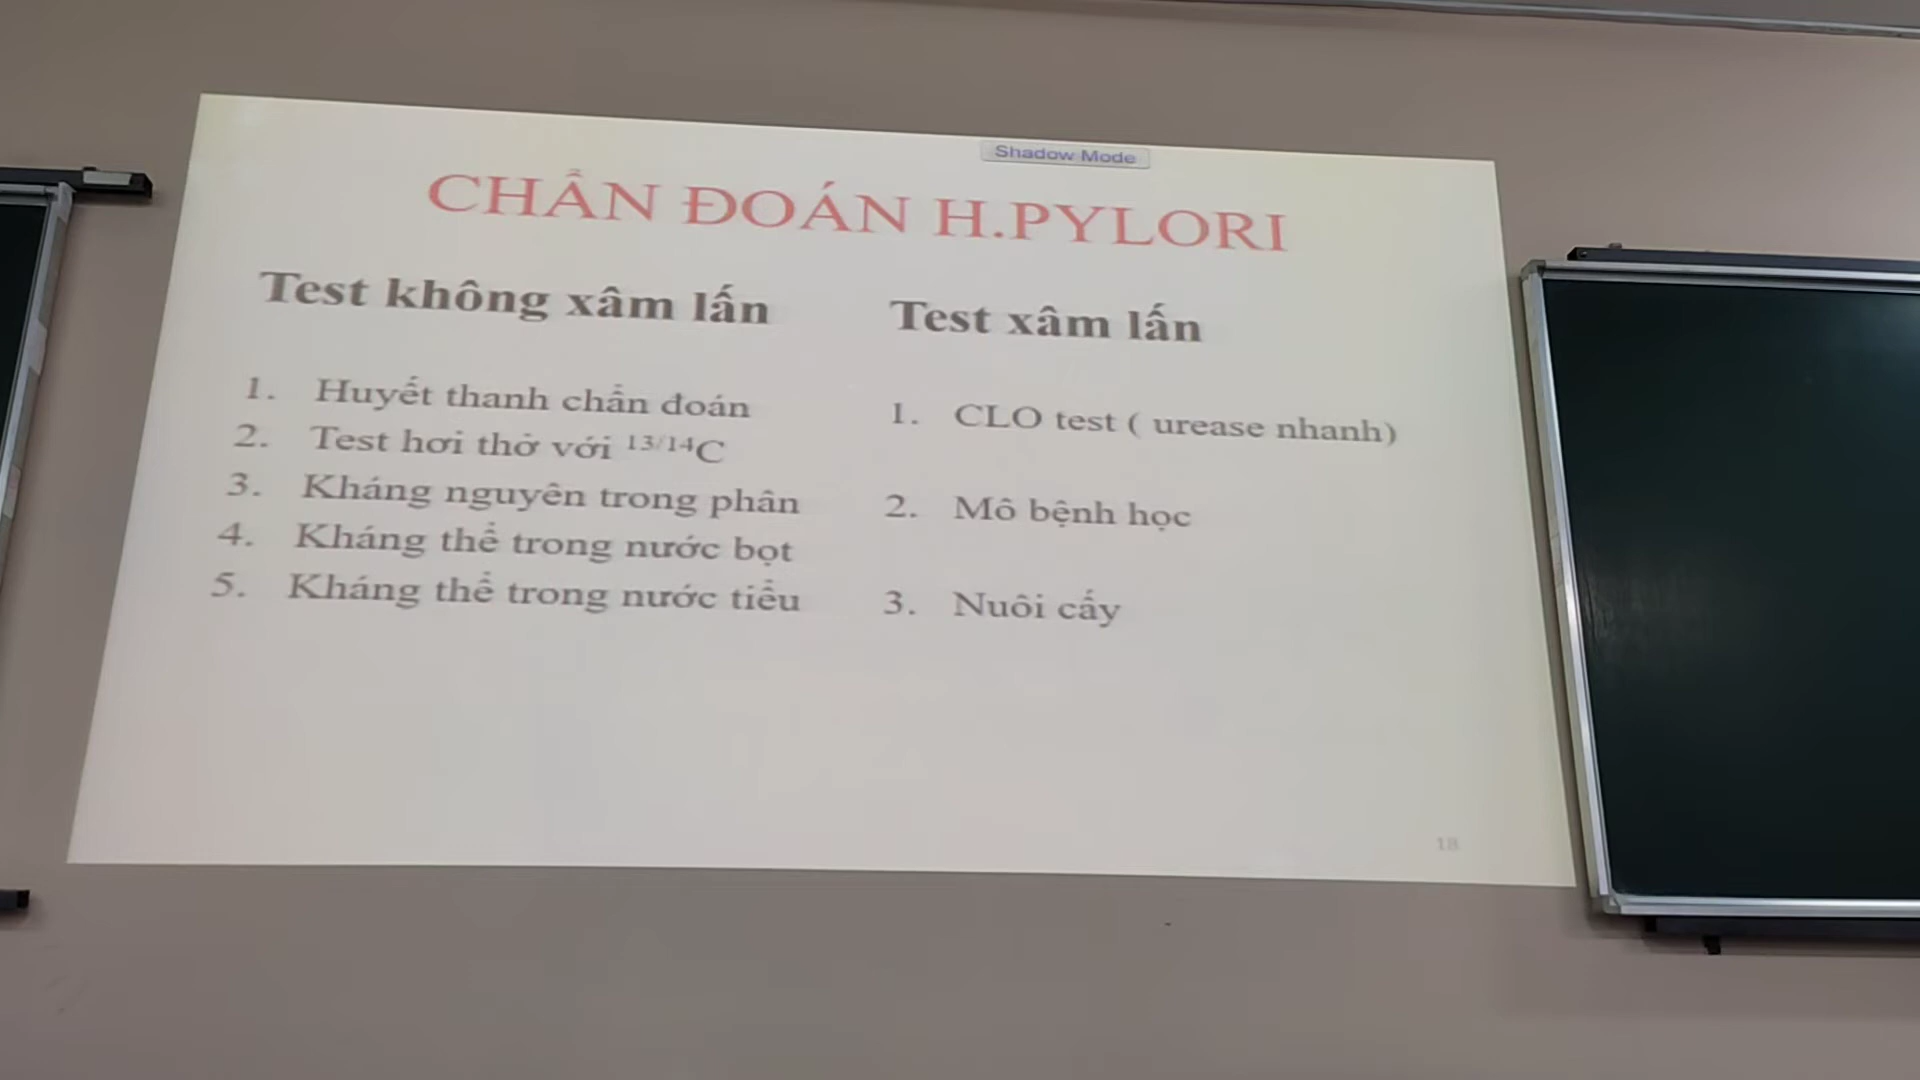 Shadow Mode
CHẨN ĐOÁN H.PYLORI
Test không xâm lấn
1. Huyết thanh chẩn đoán
2. Test hơi thở với ¹³/¹⁴C
3. Kháng nguyên trong phân
4. Kháng thể trong nước bọt
5. Kháng thể trong nước tiểu
Test xâm lấn
1. CLO test ( urease nhanh)
2. Mô bệnh học
3. Nuôi cấy
18